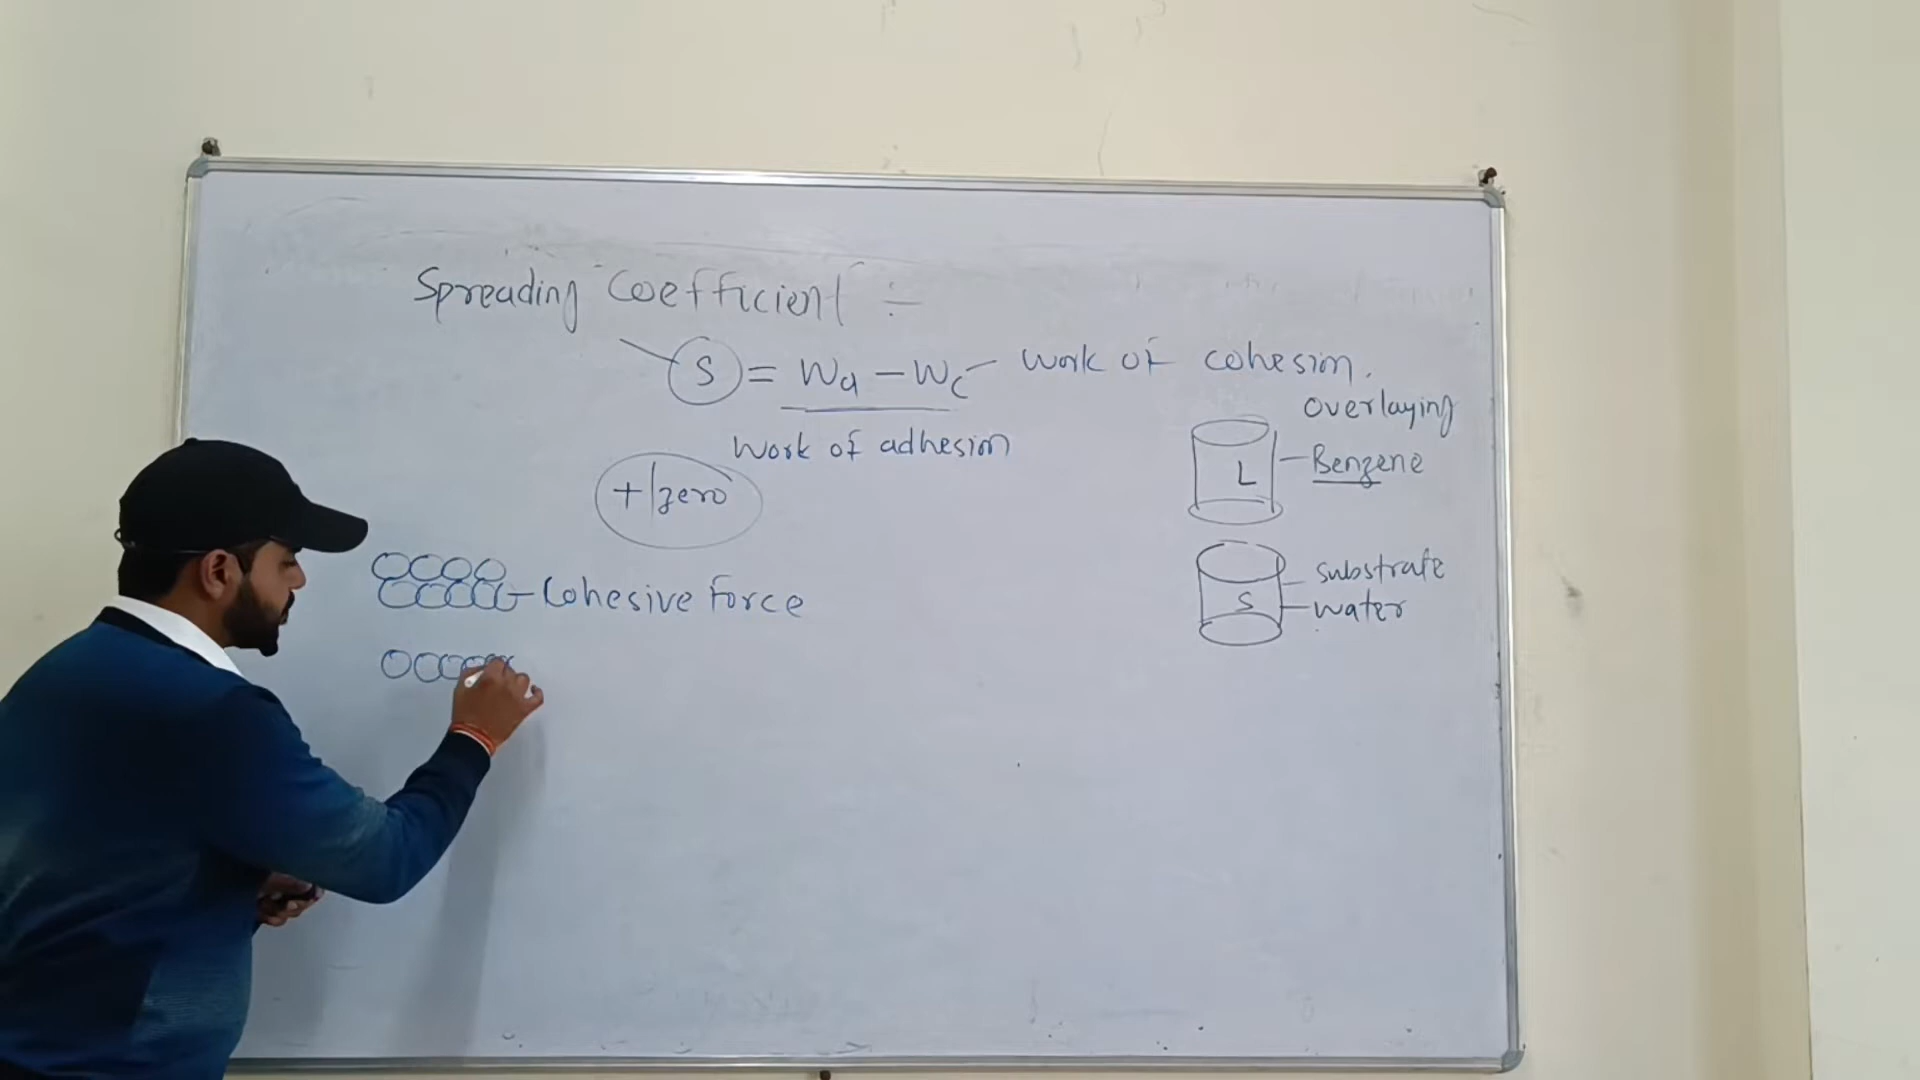 Spreading Coefficient ÷
S = Wa - Wc - Work of cohesion.
Work of adhesion
+/zero
overlaying
L - Benzene
Substrate
S - Water
- Cohesive Force